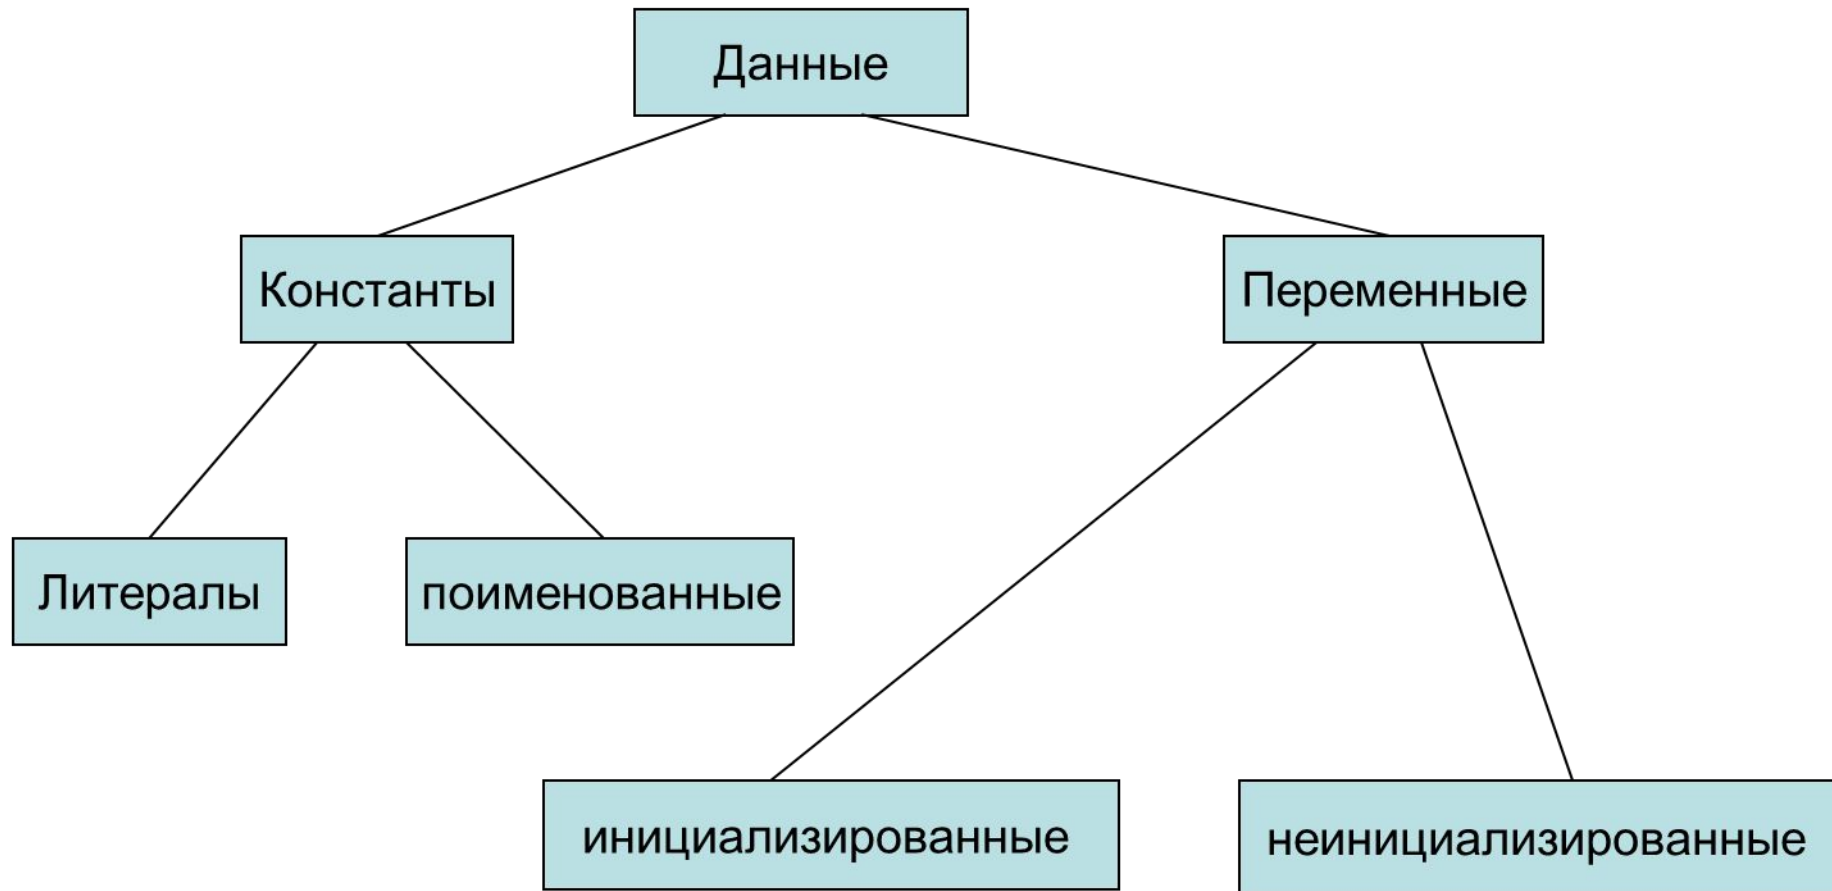 Данные
Константы
Переменные
Литералы
поименованные
инициализированные
неинициализированные